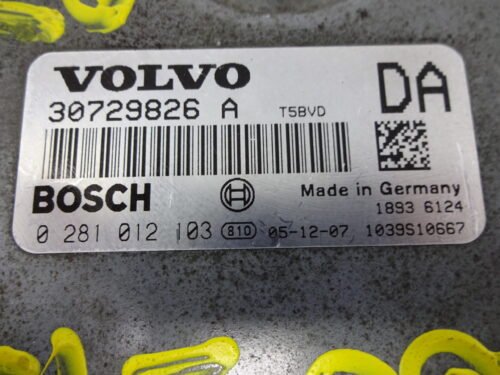 VOLVO
DA
30729826 A T5BVD
BOSCH
Made in Germany
1893 6124
0 281 012 103 810 05-12-07 1039S10667